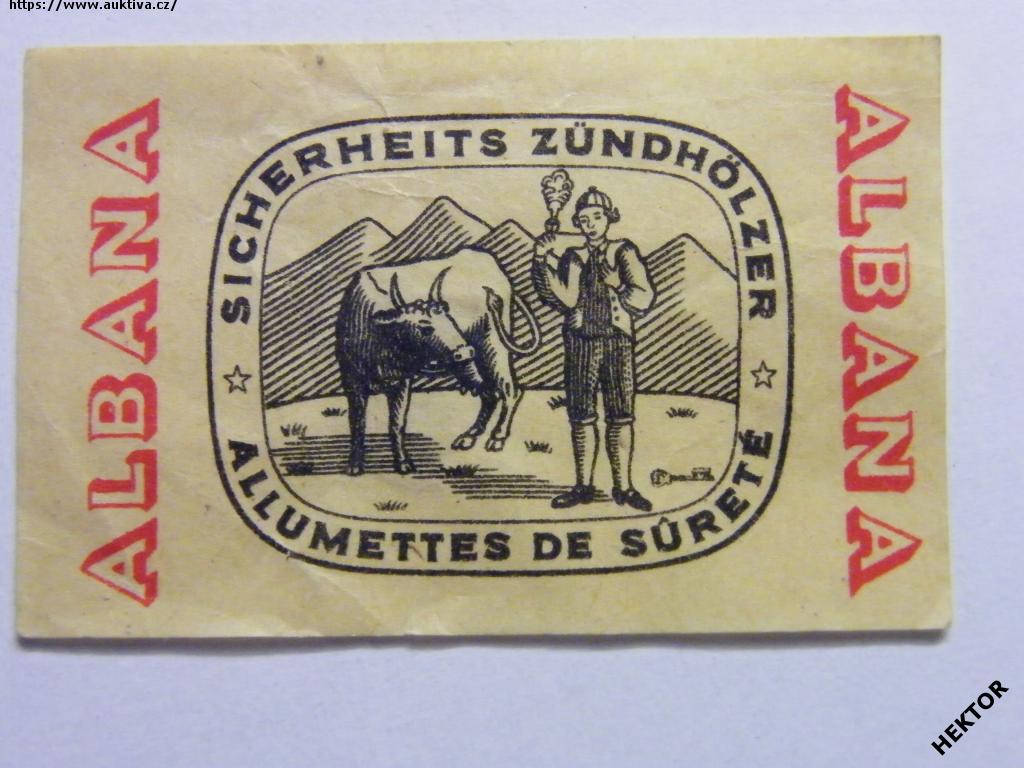 https://www.auktiva.cz/
ALBANA
SICHERHEITS ZÜNDHÖLZER
ALLUMETTES DE SÛRETÉ
ALBANA
HEKTOR